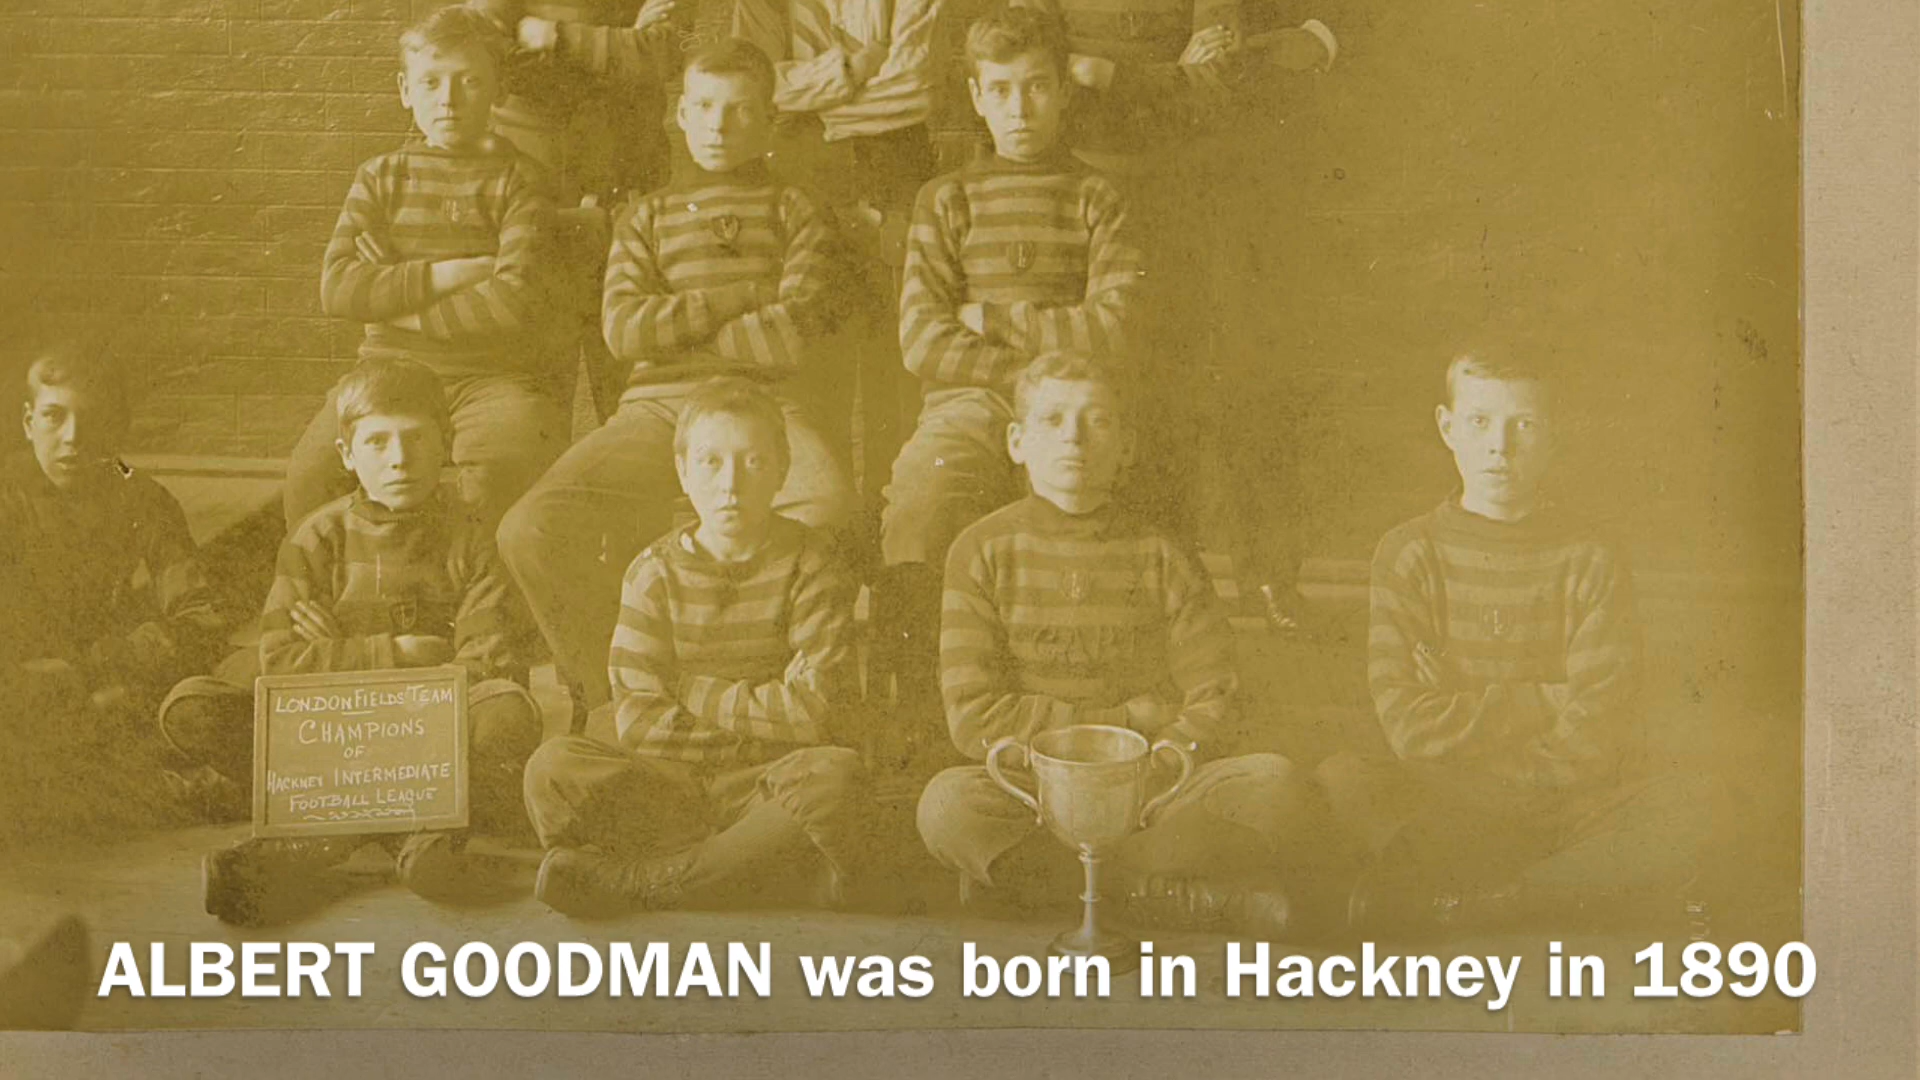 LONDON FIELDS TEAM
CHAMPIONS
OF
HACKNEY INTERMEDIATE
FOOTBALL LEAGUE
ALBERT GOODMAN was born in Hackney in 1890